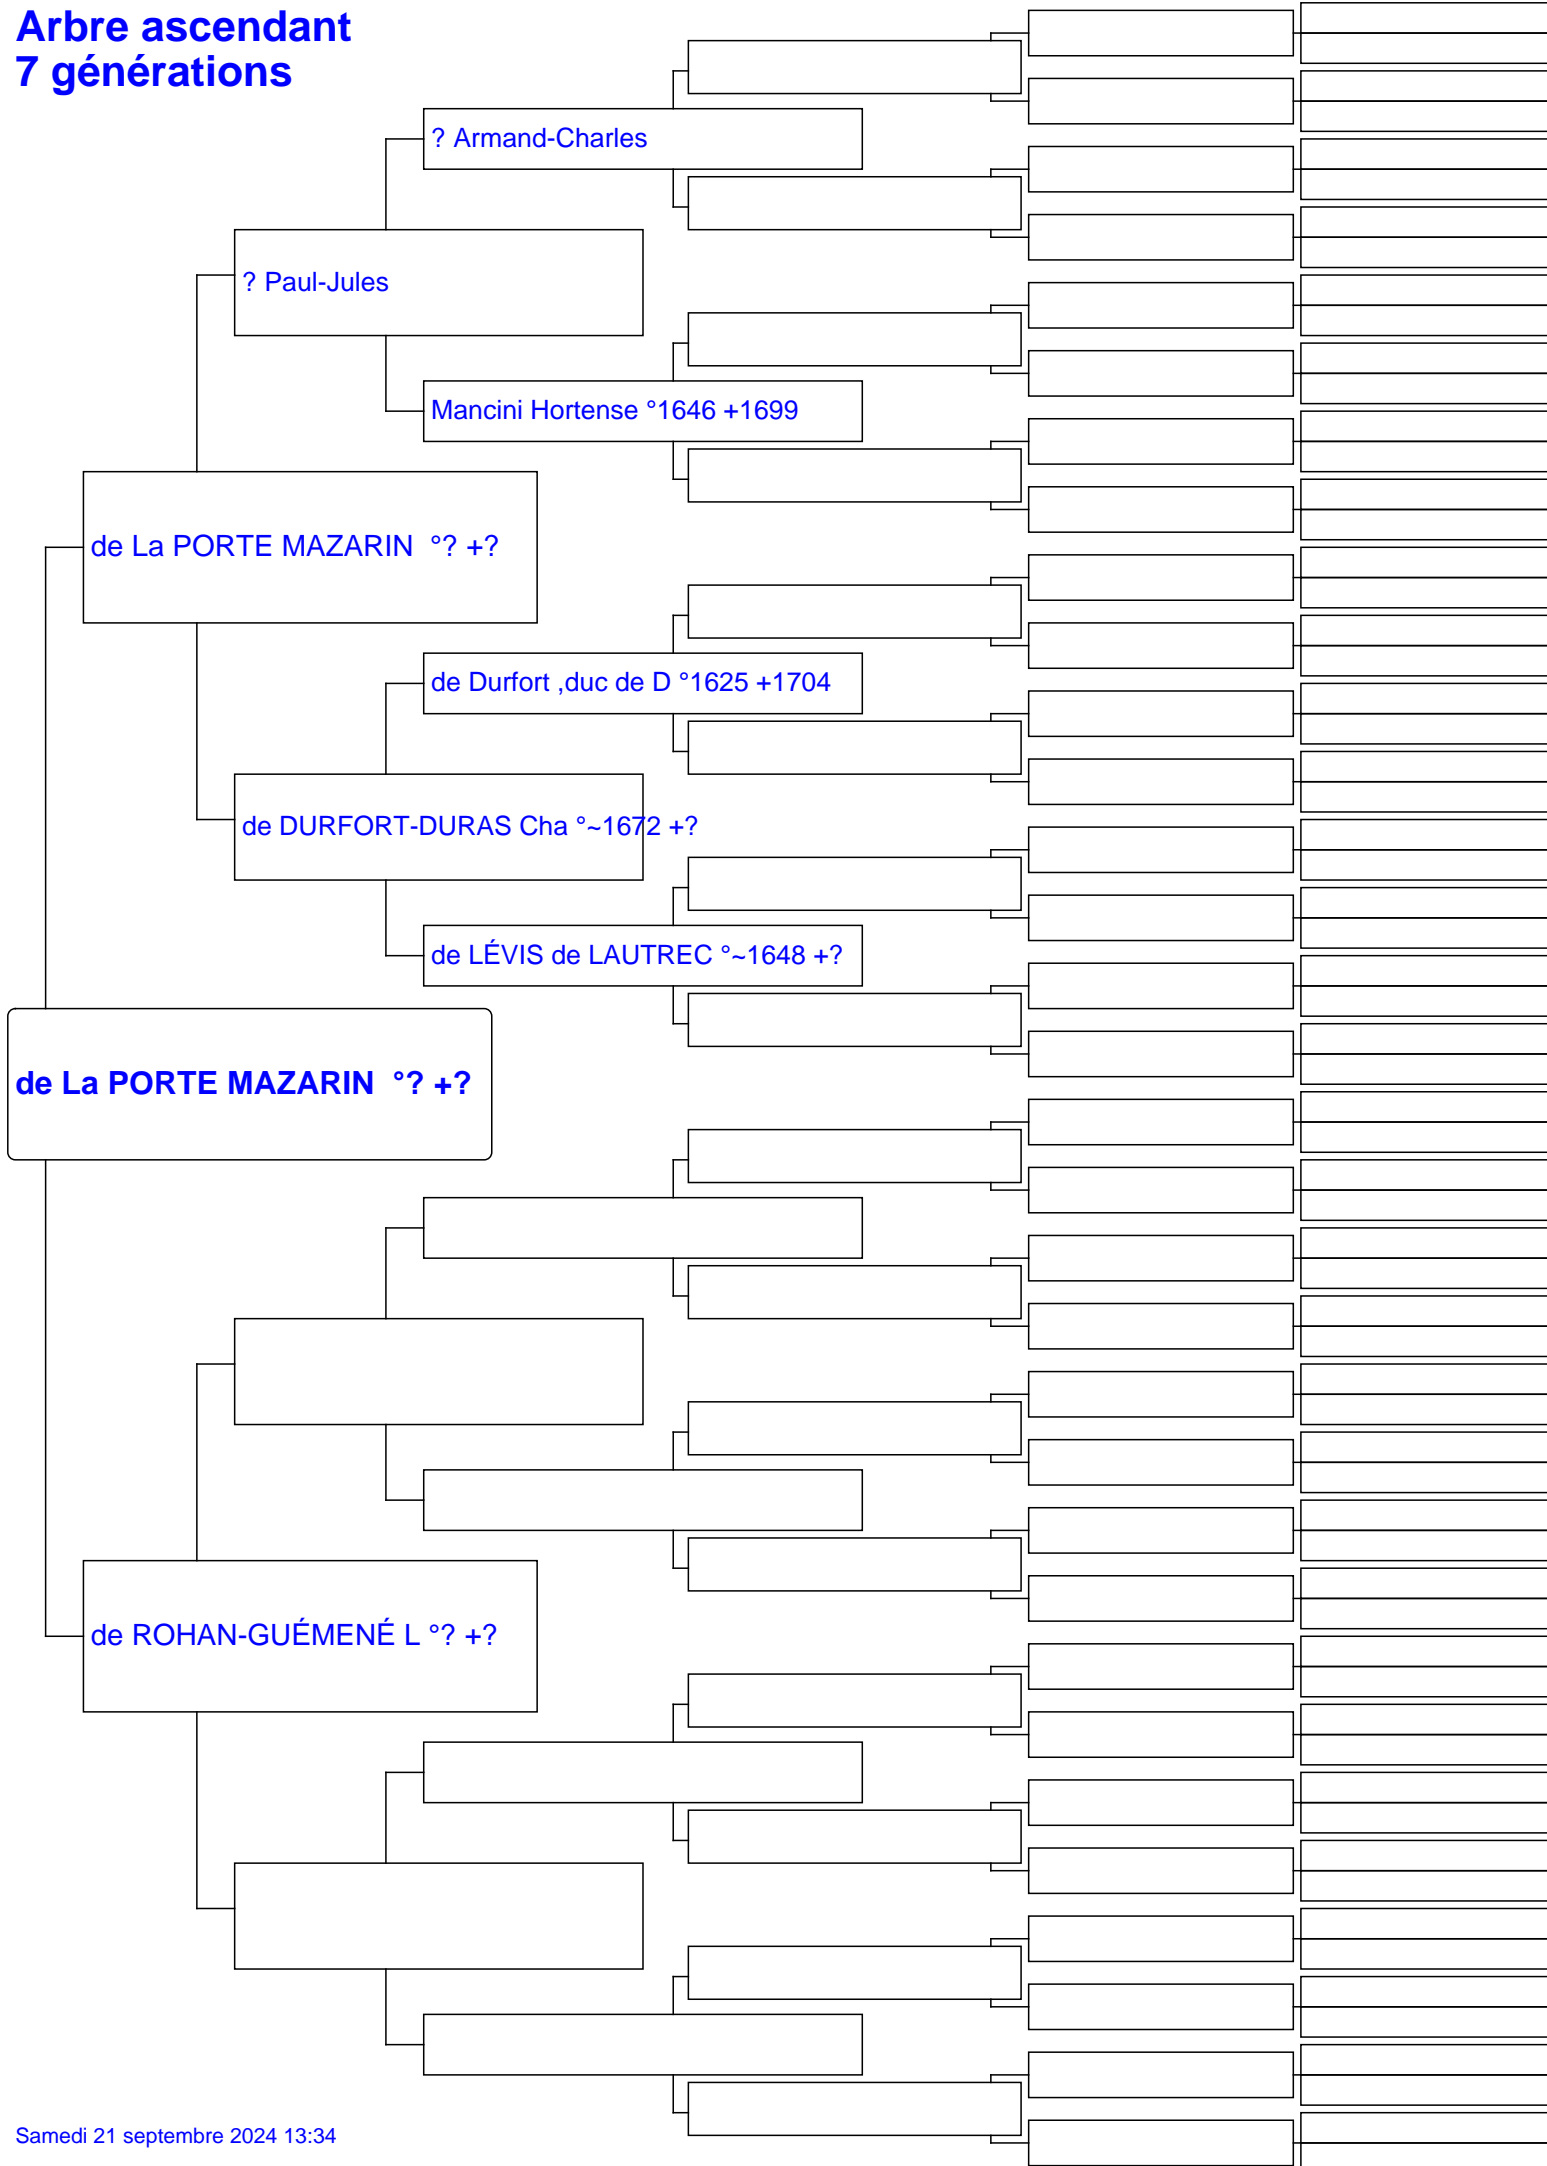 Arbre ascendant
7 générations
? Armand-Charles
? Paul-Jules
Mancini Hortense °1646 +1699
de La PORTE MAZARIN  °? +?
de Durfort ,duc de D °1625 +1704
de DURFORT-DURAS Cha °~1672 +?
de LÉVIS de LAUTREC °~1648 +?
de La PORTE MAZARIN  °? +?
de ROHAN-GUÉMENÉ L °? +?
Samedi 21 septembre 2024 13:34